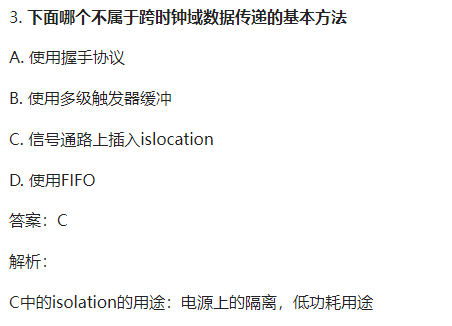 3. 下面哪个不属于跨时钟域数据传递的基本方法
A. 使用握手协议
B. 使用多级触发器缓冲
C. 信号通路上插入islocation
D. 使用FIFO
答案：C
解析：
C中的isolation的用途：电源上的隔离，低功耗用途